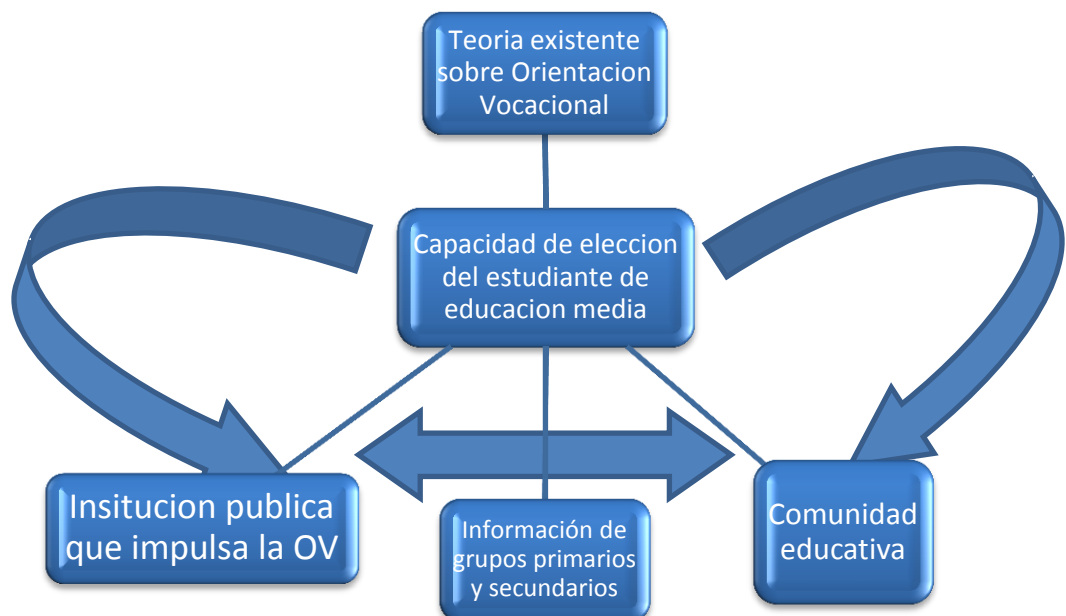 Teoria existente
sobre Orientacion
Vocacional
Capacidad de eleccion
del estudiante de
educacion media
Insitucion publica
que impulsa la OV
Información de
grupos primarios
y secundarios
Comunidad
educativa